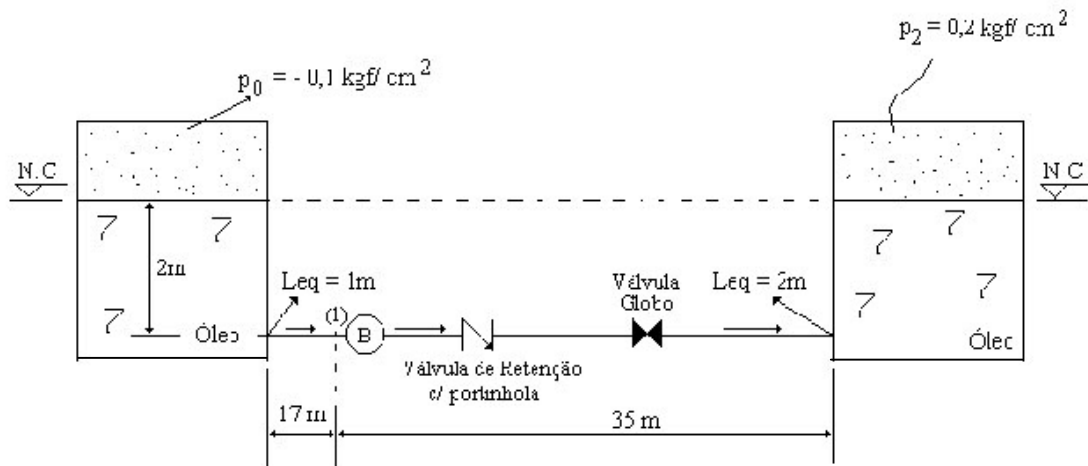 p2 = 0,2 kgf/ cm2
p0 = - 0,1 kgf/ cm2
N.C
N.C
2m
Leq = 1m
Válvula
Globo
Leq = 2m
(1)
Óleo
B
Óleo
Válvula de Retenção
c/ portinhola
17 m
35 m